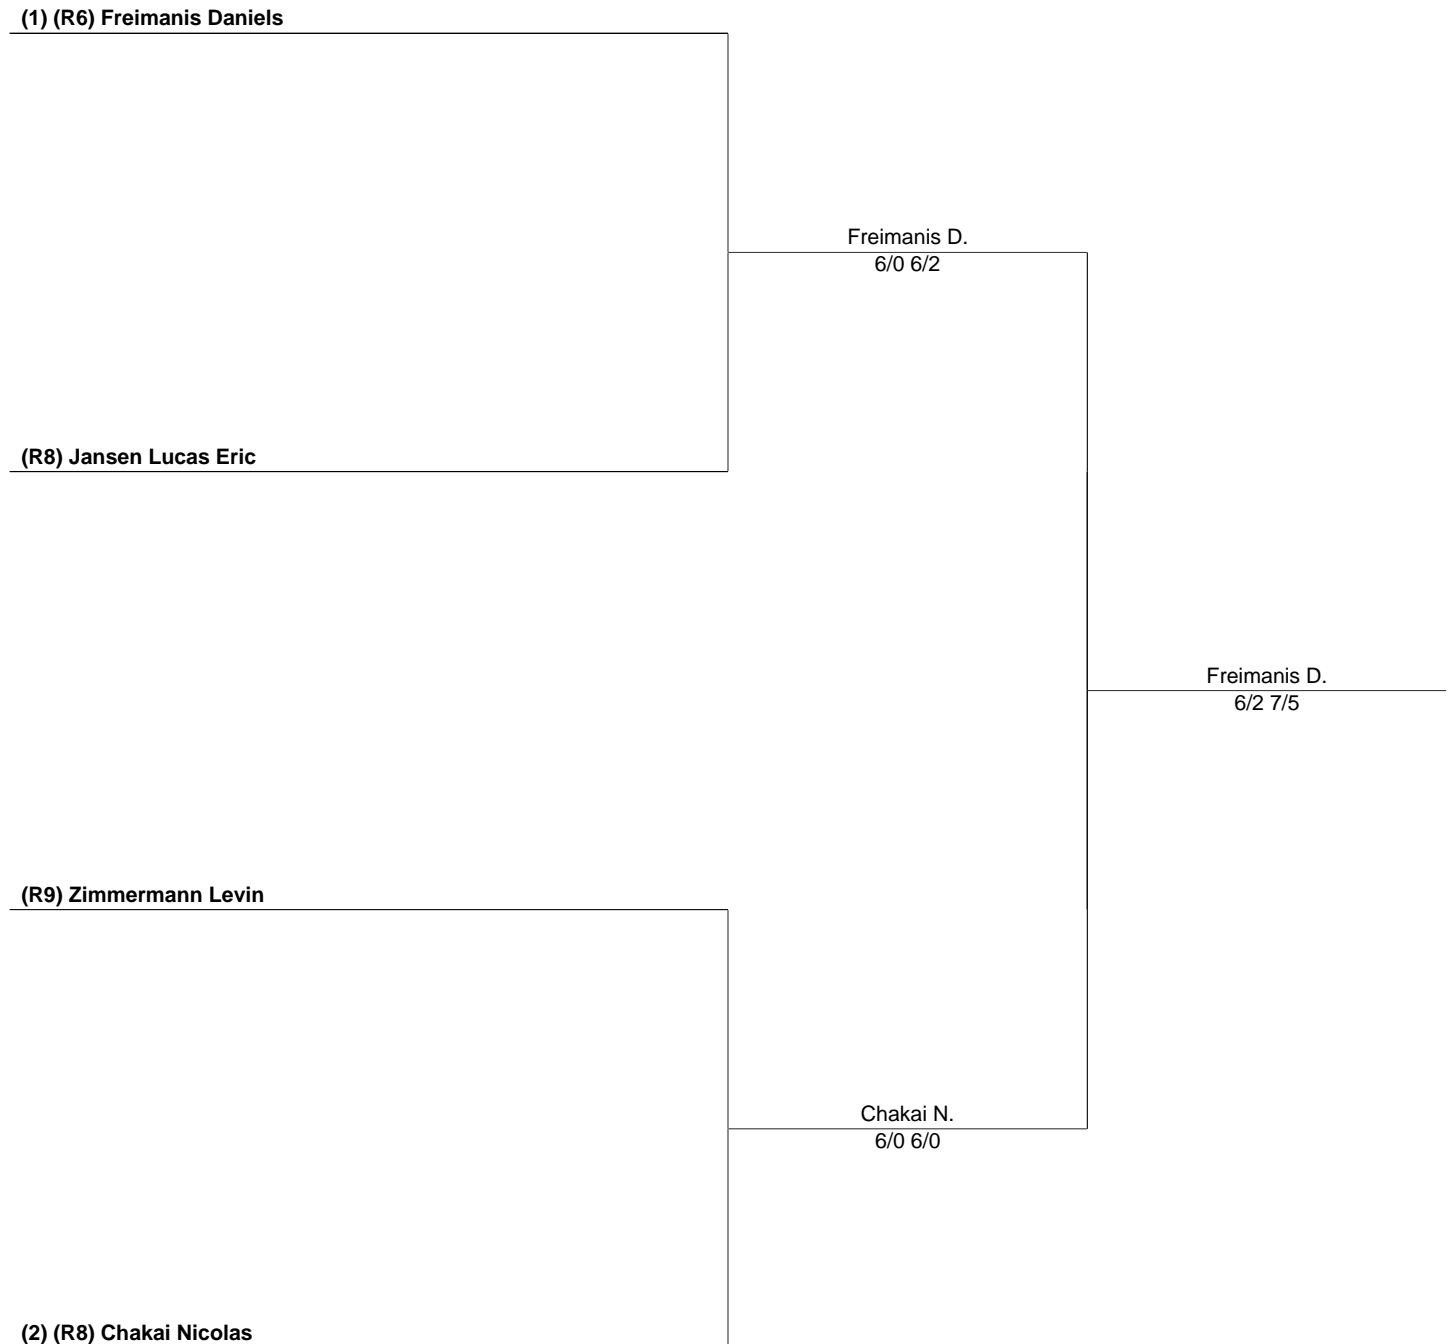 (1) (R6) Freimanis Daniels
Freimanis D.
6/0 6/2
(R8) Jansen Lucas Eric
Freimanis D.
6/2 7/5
(R9) Zimmermann Levin
Chakai N.
6/0 6/0
(2) (R8) Chakai Nicolas